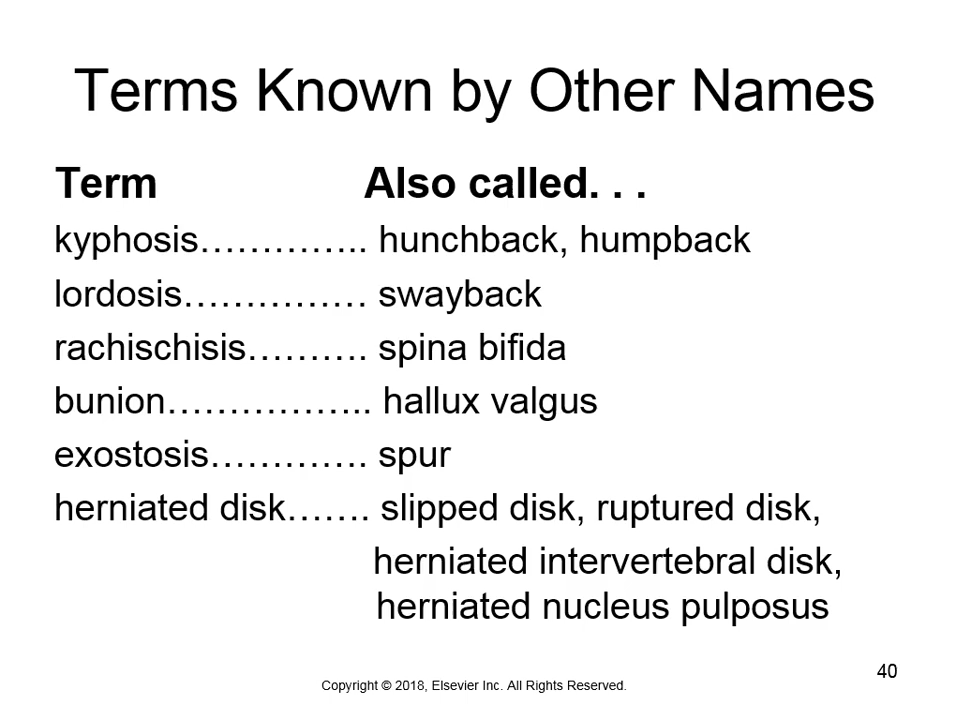 Terms Known by Other Names
Term Also called. . .
kyphosis………….. hunchback, humpback
lordosis…………… swayback
rachischisis………. spina bifida
bunion…………….. hallux valgus
exostosis…………. spur
herniated disk……. slipped disk, ruptured disk,
herniated intervertebral disk,
herniated nucleus pulposus
40
Copyright © 2018, Elsevier Inc. All Rights Reserved.